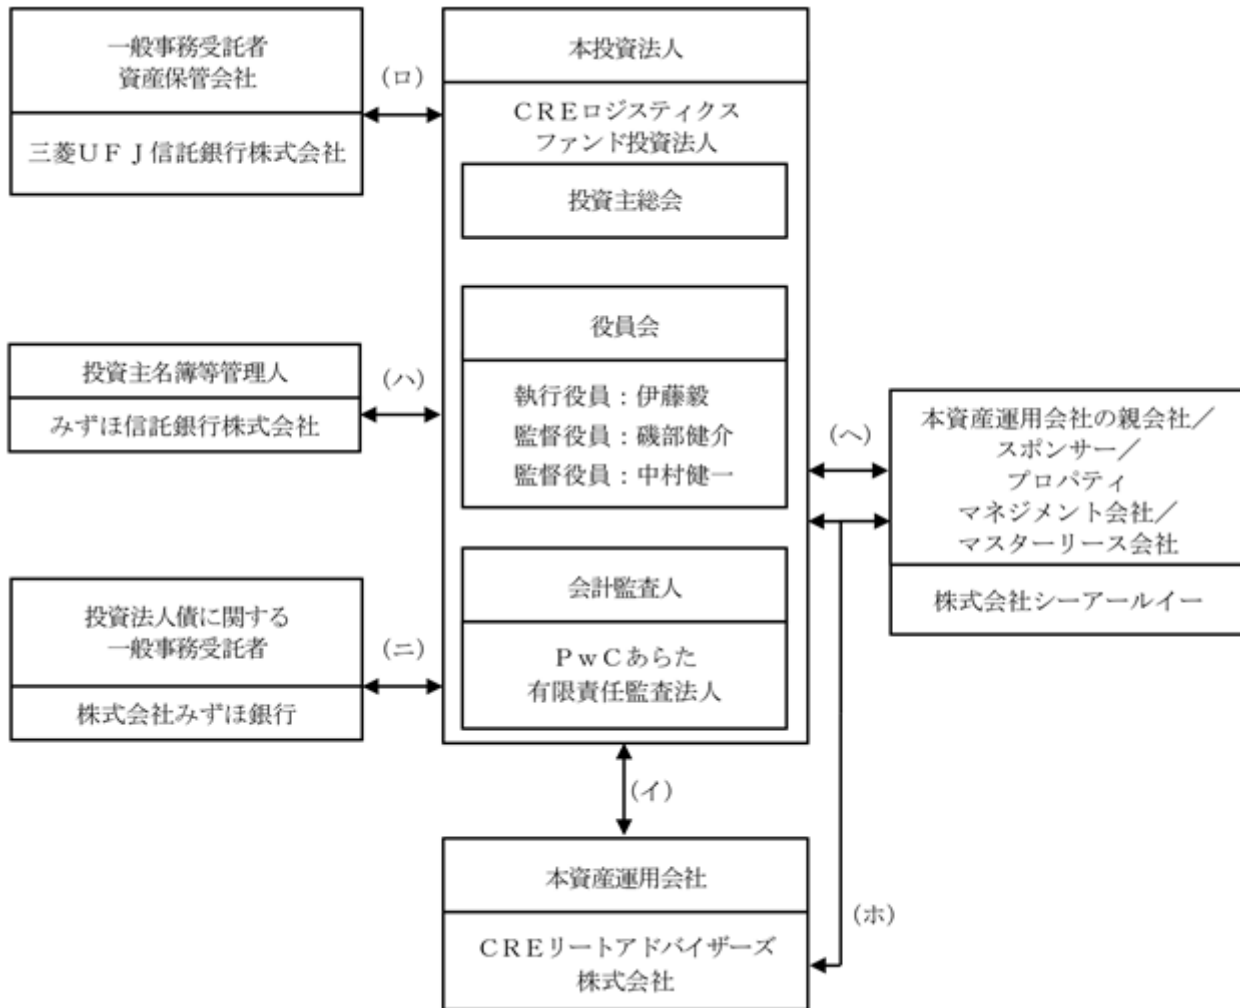 一般事務受託者
資産保管会社
三菱UFJ信託銀行株式会社
(ロ)
投資主名簿等管理人
みずほ信託銀行株式会社
(ハ)
投資法人債に関する
一般事務受託者
株式会社みずほ銀行
(ニ)
本投資法人
CREロジスティクス
ファンド投資法人
投資主総会
役員会
執行役員:伊藤毅
監督役員:磯部健介
監督役員:中村健一
会計監査人
PwCあらた
有限責任監査法人
(イ)
本資産運用会社
CREリートアドバイザーズ
株式会社
(ヘ)
(ホ)
本資産運用会社の親会社/
スポンサー/
プロパティ
マネジメント会社/
マスターリース会社
株式会社シーアールイー